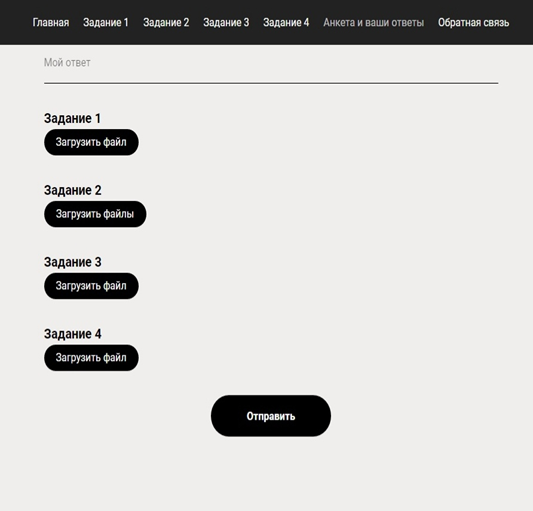 Главная Задание 1 Задание 2 Задание 3 Задание 4 Анкета и ваши ответы Обратная связь
Мой ответ
Задание 1
Загрузить файл
Задание 2
Загрузить файлы
Задание 3
Загрузить файл
Задание 4
Загрузить файл
Отправить